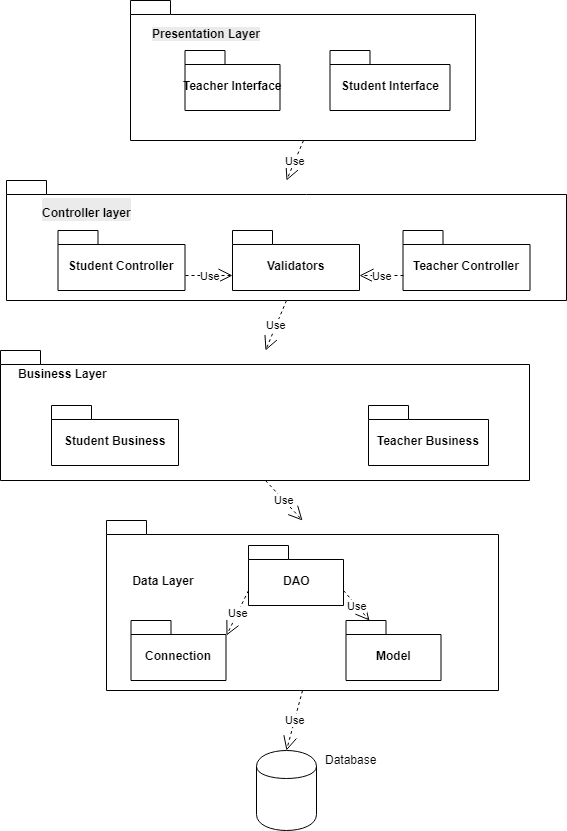 Presentation Layer
Teacher Interface
Student Interface
Use
Controller layer
Student Controller
Use
Validators
Use
Teacher Controller
Use
Business Layer
Student Business
Teacher Business
Use
Data Layer
DAO
Use
Use
Connection
Model
Use
Database